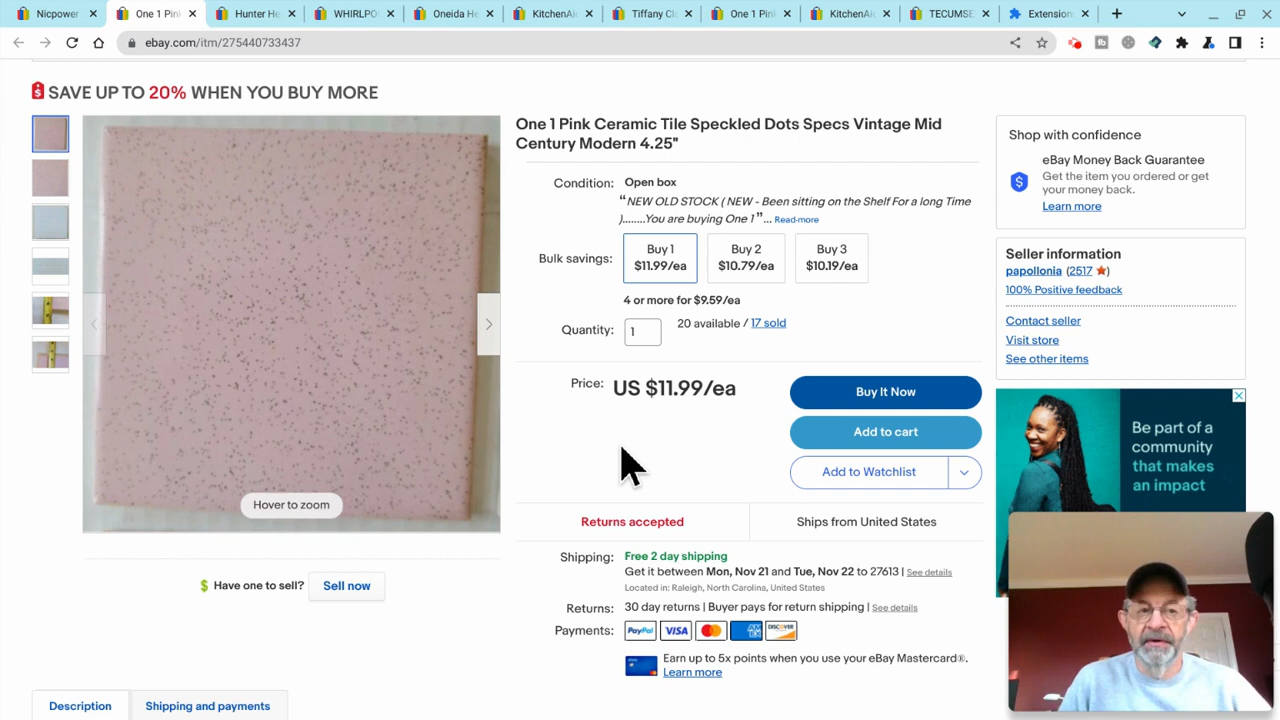 Nicpower
One 1 Pink
Hunter He
WHIRLPO
Oneida He
KitchenAi
Tiffany Cl
One 1 Pink
KitchenAi
TECUMSE
Extension
ebay.com/itm/275440733437
SAVE UP TO 20% WHEN YOU BUY MORE
One 1 Pink Ceramic Tile Speckled Dots Specs Vintage Mid
Century Modern 4.25"
Condition: Open box
“NEW OLD STOCK ( NEW - Been sitting on the Shelf For a long Time
)........You are buying One 1 ”... Read more
Bulk savings:
Buy 1
$11.99/ea
Buy 2
$10.79/ea
Buy 3
$10.19/ea
4 or more for $9.59/ea
Quantity: 1 20 available / 17 sold
Price: US $11.99/ea
Buy It Now
Add to cart
Add to Watchlist
Returns accepted
Ships from United States
Shipping: Free 2 day shipping
Get it between Mon, Nov 21 and Tue, Nov 22 to 27613 | See details
Located in: Raleigh, North Carolina, United States
Returns: 30 day returns | Buyer pays for return shipping | See details
Payments: PayPal VISA AM EX DISCOVER
Earn up to 5x points when you use your eBay Mastercard®.
Learn more
Hover to zoom
Have one to sell? Sell now
Description
Shipping and payments
Shop with confidence
eBay Money Back Guarantee
Get the item you ordered or get
your money back.
Learn more
Seller information
papollonia (2517)
100% Positive feedback
Contact seller
Visit store
See other items
Be part of a
community
that makes
an impact